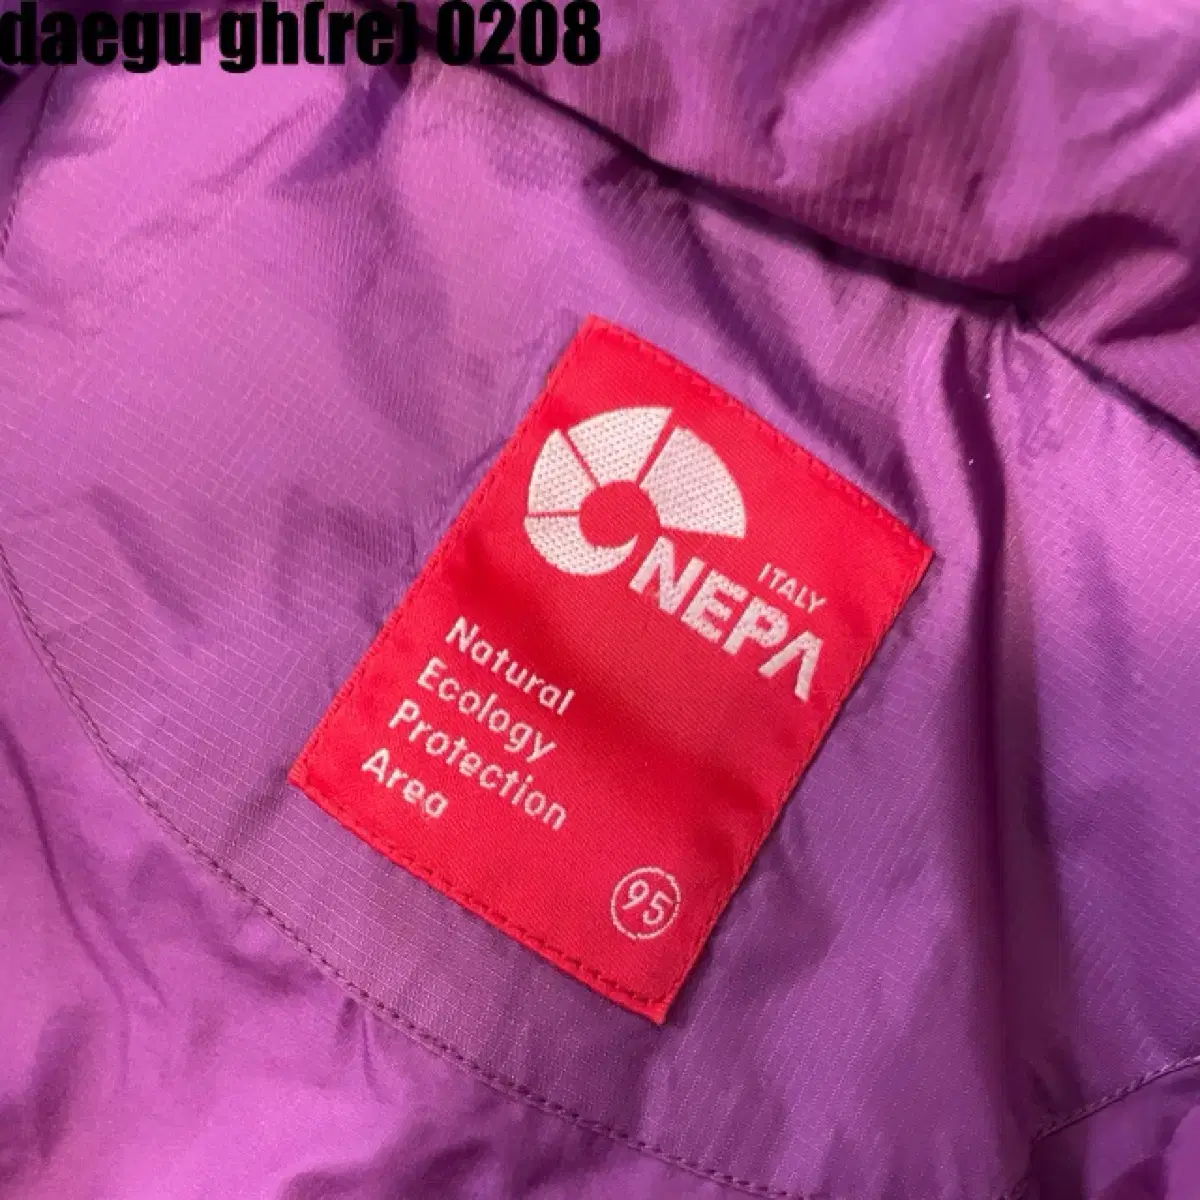 daegu gh(re) 0208
ITALY
NEPA
Natural
Ecology
Protection
Area
95